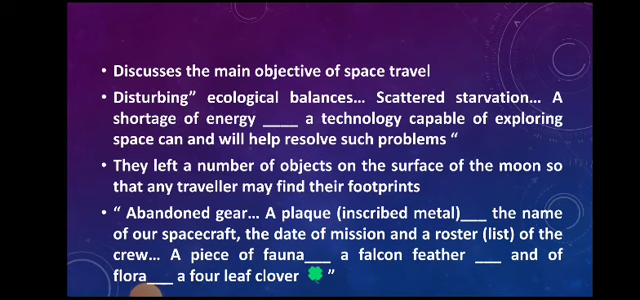 • Discusses the main objective of space travel
• Disturbing” ecological balances... Scattered starvation... A
shortage of energy ____ a technology capable of exploring
space can and will help resolve such problems “
• They left a number of objects on the surface of the moon so
that any traveller may find their footprints
• “ Abandoned gear... A plaque (inscribed metal)___ the name
of our spacecraft, the date of mission and a roster (list) of the
crew... A piece of fauna___ a falcon feather ___ and of
flora___ a four leaf clover 🍀 ”